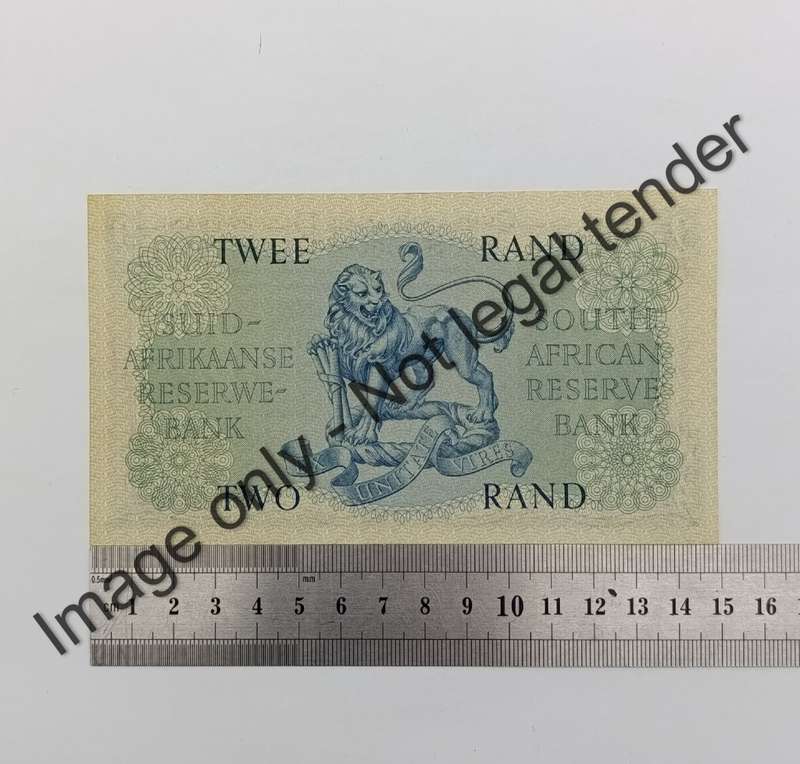 TWEE RAND
SUID-
AFRIKAANSE
RESERWE-
BANK
SOUTH
AFRICAN
RESERVE
BANK
EX UNITATE VIRES
TWO RAND
Image only - Not legal tender
0.5mm mm
cm 1 2 3 4 5 6 7 8 9 10 11 12 13 14 15 16